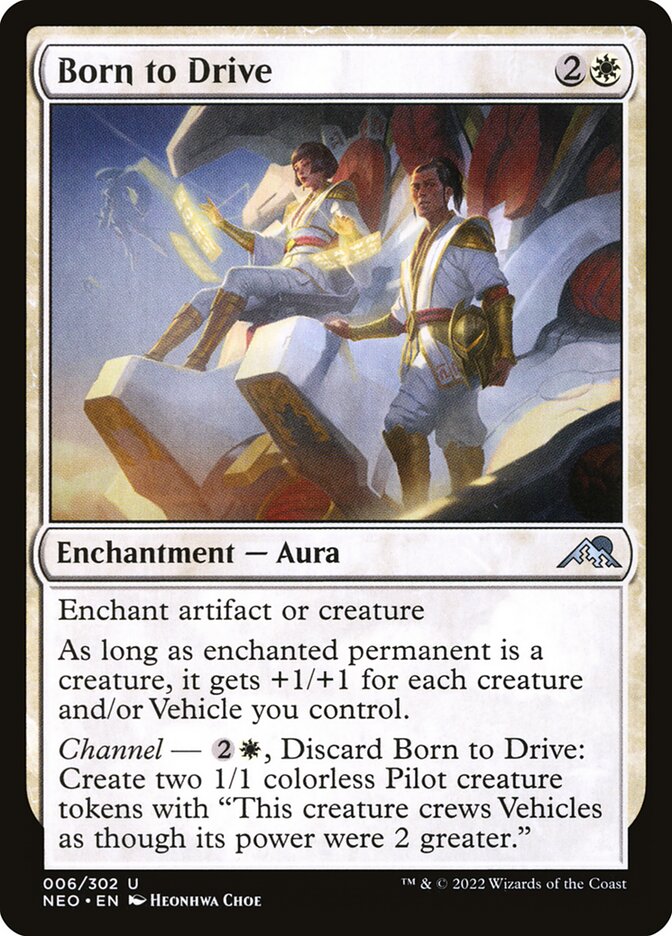 Born to Drive 2
Enchantment — Aura
Enchant artifact or creature
As long as enchanted permanent is a
creature, it gets +1/+1 for each creature
and/or Vehicle you control.
Channel — 2, Discard Born to Drive:
Create two 1/1 colorless Pilot creature
tokens with “This creature crews Vehicles
as though its power were 2 greater.”
006/302 U
NEO • EN Heonhwa Choe
™ & © 2022 Wizards of the Coast